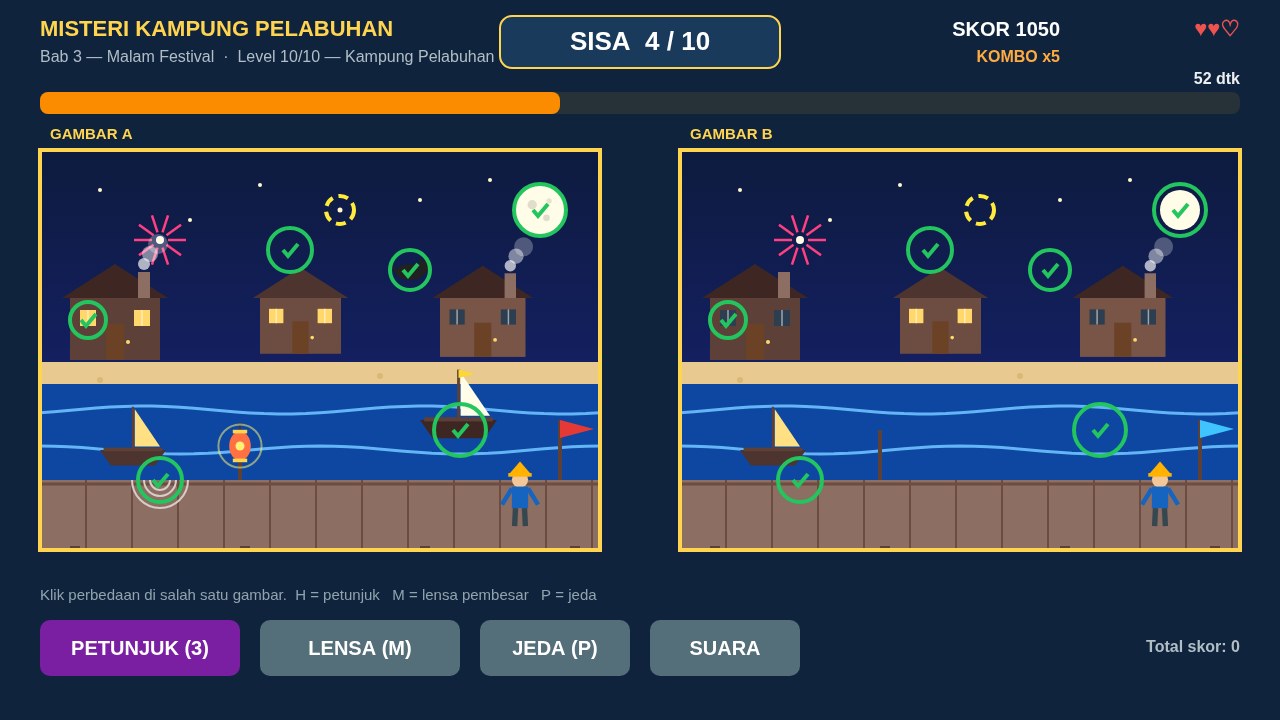 MISTERI KAMPUNG PELABUHAN
Bab 3 — Malam Festival · Level 10/10 — Kampung Pelabuhan
SISA 4 / 10
SKOR 1050
KOMBO x5
52 dtk
GAMBAR A
GAMBAR B
Klik perbedaan di salah satu gambar. H = petunjuk M = lensa pembesar P = jeda
PETUNJUK (3)
LENSA (M)
JEDA (P)
SUARA
Total skor: 0